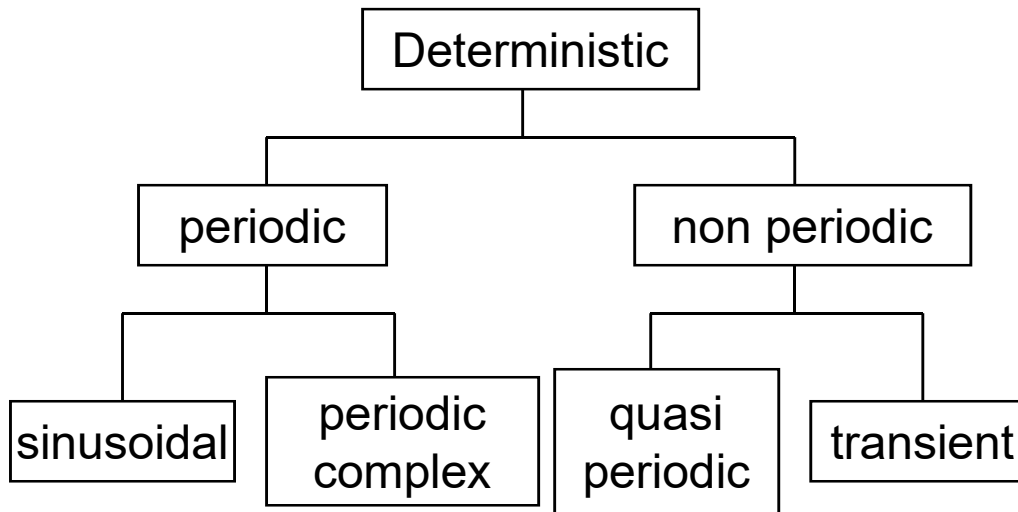 Deterministic
periodic
non periodic
sinusoidal
periodic
complex
quasi
periodic
transient